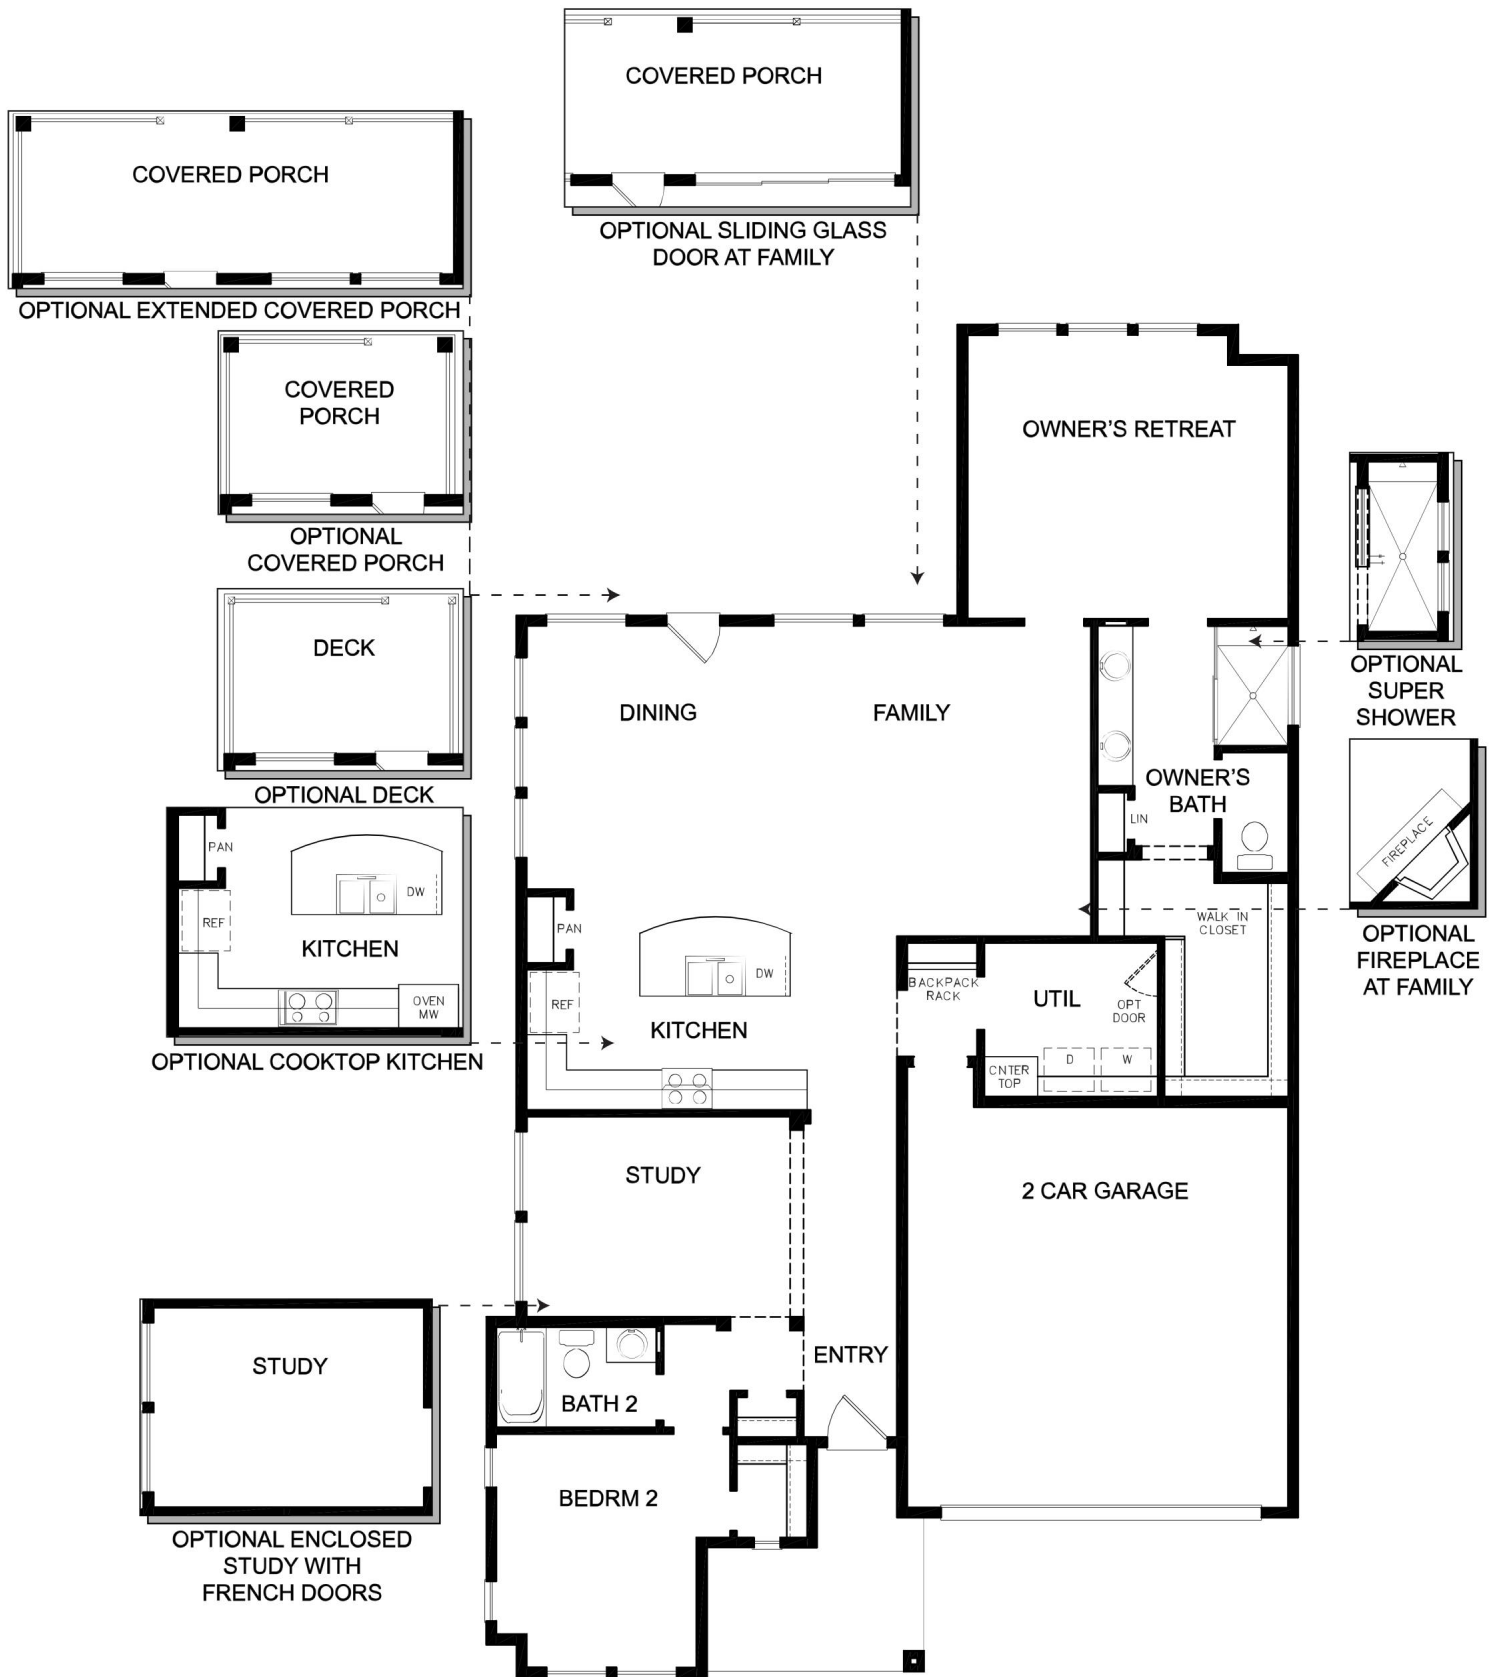 COVERED PORCH
OPTIONAL SLIDING GLASS
DOOR AT FAMILY
COVERED PORCH
OPTIONAL EXTENDED COVERED PORCH
COVERED
PORCH
OPTIONAL
COVERED PORCH
DECK
OPTIONAL DECK
PAN
DW
REF
KITCHEN
OVEN
MW
OPTIONAL COOKTOP KITCHEN
STUDY
OPTIONAL ENCLOSED
STUDY WITH
FRENCH DOORS
OWNER'S RETREAT
DINING
FAMILY
OWNER'S
BATH
LIN
WALK IN
CLOSET
PAN
DW
REF
KITCHEN
BACKPACK
RACK
UTIL
OPT
DOOR
CNTER
TOP
D
W
STUDY
2 CAR GARAGE
ENTRY
BATH 2
BEDRM 2
OPTIONAL
SUPER
SHOWER
FIREPLACE
OPTIONAL
FIREPLACE
AT FAMILY